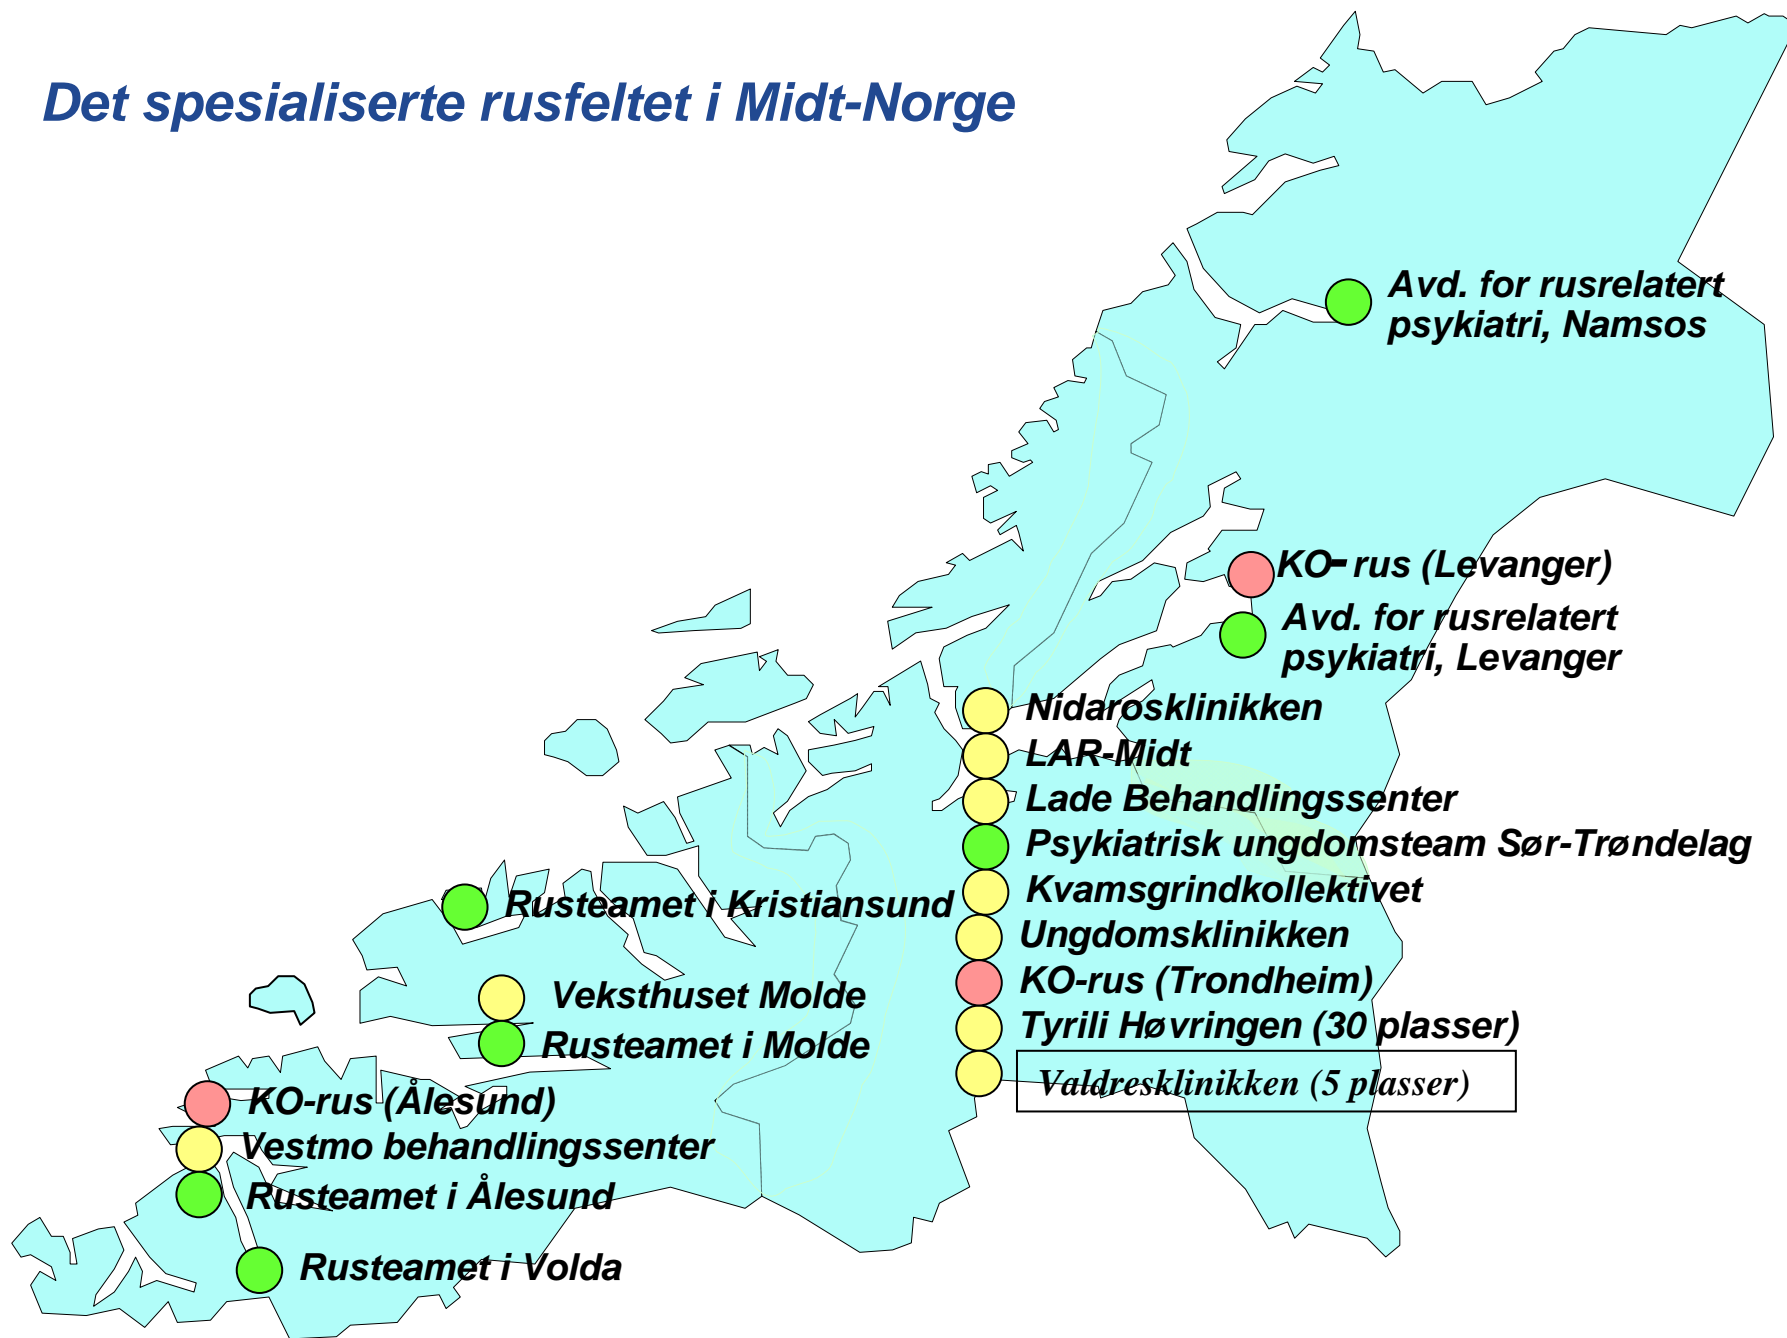 Det spesialiserte rusfeltet i Midt-Norge
Avd. for rusrelatert
psykiatri, Namsos
KO- rus (Levanger)
Avd. for rusrelatert
psykiatri, Levanger
Nidarosklinikken
LAR-Midt
Lade Behandlingssenter
Psykiatrisk ungdomsteam Sør-Trøndelag
Kvamsgrindkollektivet
Ungdomsklinikken
KO-rus (Trondheim)
Tyrili Høvringen (30 plasser)
Valdresklinikken (5 plasser)
Rusteamet i Kristiansund
Veksthuset Molde
Rusteamet i Molde
KO-rus (Ålesund)
Vestmo behandlingssenter
Rusteamet i Ålesund
Rusteamet i Volda